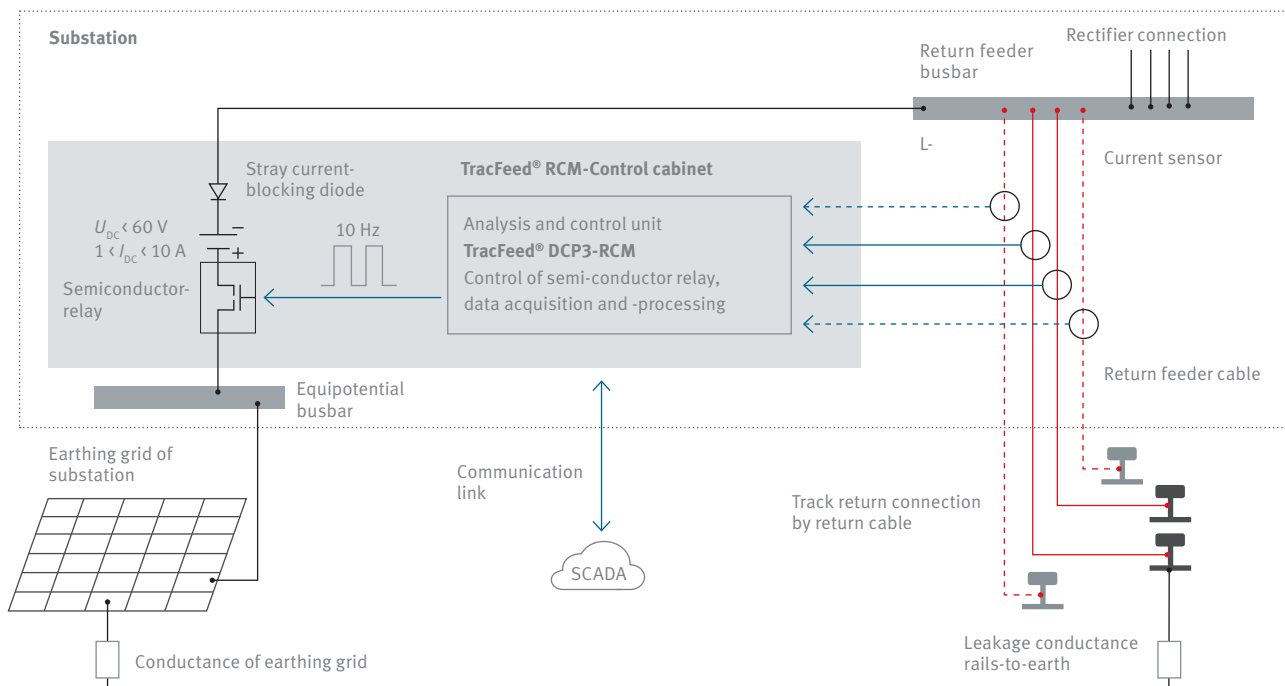 Substation
Return feeder
busbar
Rectifier connection
L-
Current sensor
Stray current-
blocking diode
TracFeed® RCM-Control cabinet
U_DC < 60 V
1 < I_DC < 10 A
−
+
10 Hz
Analysis and control unit
TracFeed® DCP3-RCM
Control of semi-conductor relay,
data acquisition and -processing
Semiconductor-
relay
Equipotential
busbar
Return feeder cable
Earthing grid of
substation
Communication
link
Track return connection
by return cable
SCADA
Conductance of earthing grid
Leakage conductance
rails-to-earth